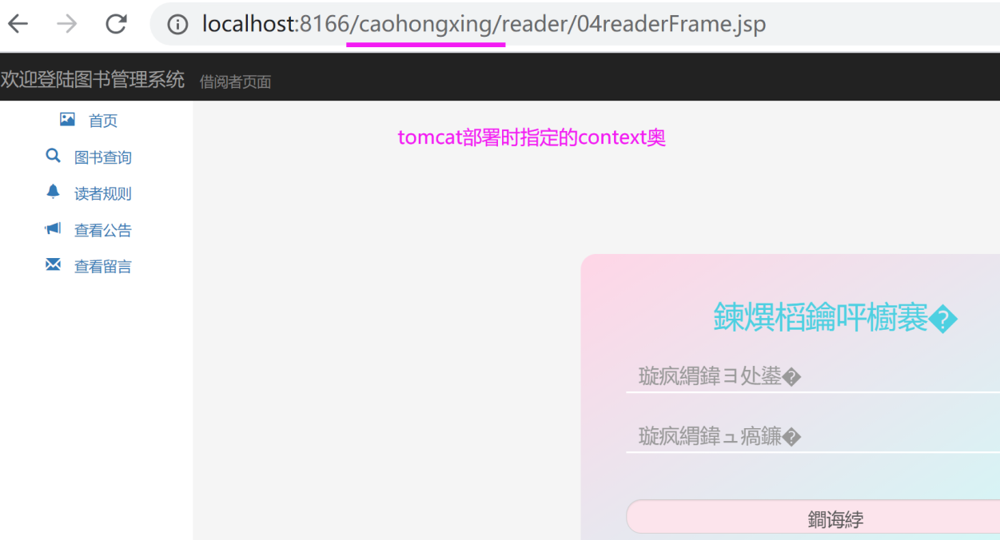 localhost:8166/caohongxing/reader/04readerFrame.jsp
欢迎登陆图书管理系统 借阅者页面
首页
tomcat部署时指定的context奥
图书查询
读者规则
查看公告
查看留言
鍊熼槄鑰呯櫥褰�
璇疯緭鍏ヨ处鍙�
璇疯緭鍏ュ瘑鐮�
鐧诲綍